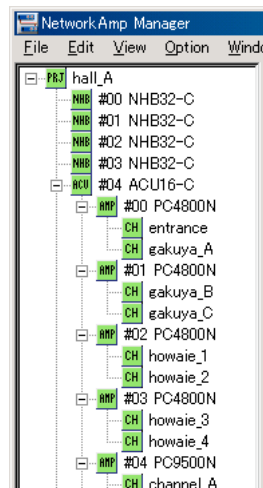 NetworkAmp Manager
File Edit View Option Windo
PRJ hall_A
NHB #00 NHB32-C
NHB #01 NHB32-C
NHB #02 NHB32-C
NHB #03 NHB32-C
ACU #04 ACU16-C
AMP #00 PC4800N
CH entrance
CH gakuya_A
AMP #01 PC4800N
CH gakuya_B
CH gakuya_C
AMP #02 PC4800N
CH howaie_1
CH howaie_2
AMP #03 PC4800N
CH howaie_3
CH howaie_4
AMP #04 PC9500N
CH channel_A